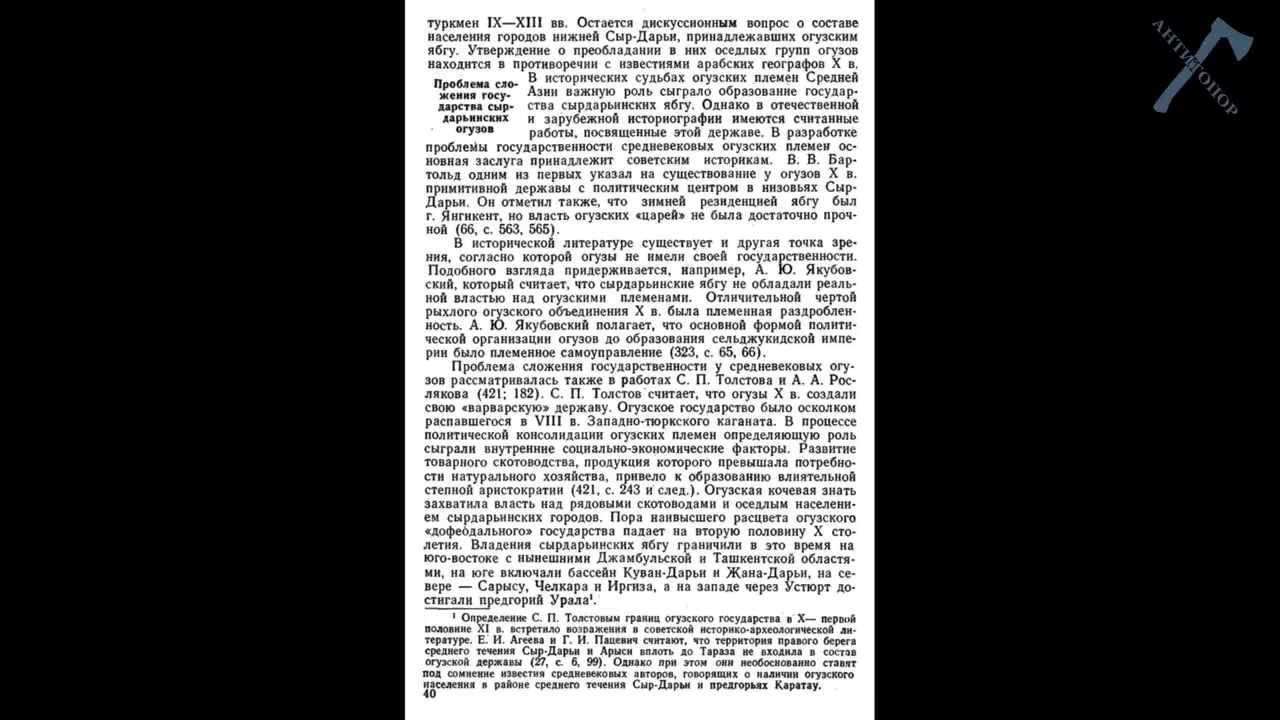 туркмен IX—XIII вв. Остается дискуссионным вопрос о составе
населения городов нижней Сыр-Дарьи, принадлежавших огузским
ябгу. Утверждение о преобладании в них оседлых групп огузов
находится в противоречии с известиями арабских географов X в.
Проблема сло-
жения госу-
дарства сыр-
дарьинских
огузов
В исторических судьбах огузских племен Средней
Азии важную роль сыграло образование государ-
ства сырдарьинских ябгу. Однако в отечественной
и зарубежной историографии имеются считанные
работы, посвященные этой державе. В разработке
проблемы государственности средневековых огузских племен ос-
новная заслуга принадлежит советским историкам. В. В. Бар-
тольд одним из первых указал на существование у огузов X в.
примитивной державы с политическим центром в низовьях Сыр-
Дарьи. Он отметил также, что зимней резиденцией ябгу был
г. Янгикент, но власть огузских «царей» не была достаточно проч-
ной (66, с. 563, 565).
В исторической литературе существует и другая точка зре-
ния, согласно которой огузы не имели своей государственности.
Подобного взгляда придерживается, например, А. Ю. Якубов-
ский, который считает, что сырдарьинские ябгу не обладали реаль-
ной властью над огузскими племенами. Отличительной чертой
рыхлого огузского объединения X в. была племенная раздроблен-
ность. А. Ю. Якубовский полагает, что основной формой полити-
ческой организации огузов до образования сельджукидской импе-
рии было племенное самоуправление (323, с. 65, 66).
Проблема сложения государственности у средневековых огу-
зов рассматривалась также в работах С. П. Толстова и А. А. Рос-
лякова (421; 182). С. П. Толстов считает, что огузы X в. создали
свою «варварскую» державу. Огузское государство было осколком
распавшегося в VIII в. Западно-тюркского каганата. В процессе
политической консолидации огузских племен определяющую роль
сыграли внутренние социально-экономические факторы. Развитие
товарного скотоводства, продукция которого превышала потребно-
сти натурального хозяйства, привело к образованию влиятельной
степной аристократии (421, с. 243 и след.). Огузская кочевая знать
захватила власть над рядовыми скотоводами и оседлым населени-
ем сырдарьинских городов. Пора наивысшего расцвета огузского
«дофеодального» государства падает на вторую половину X сто-
летия. Владения сырдарьинских ябгу граничили в это время на
юго-востоке с нынешними Джамбульской и Ташкентской областя-
ми, на юге включали бассейн Куван-Дарьи и Жана-Дарьи, на се-
вере — Сарысу, Челкара и Иргиза, а на западе через Устюрт до-
стигали предгорий Урала¹.
¹ Определение С. П. Толстовым границ огузского государства в X— первой
половине XI в. встретило возражения в советской историко-археологической ли-
тературе. Е. И. Агеева и Г. И. Пацевич считают, что территория правого берега
среднего течения Сыр-Дарьи и Арыси вплоть до Тараза не входила в состав
огузской державы (27, с. 6, 99). Однако при этом они необоснованно ставят
под сомнение известия средневековых авторов, говорящих о наличии огузского
населения в районе среднего течения Сыр-Дарьи и предгорьях Каратау.
40
АНТИТОПОР